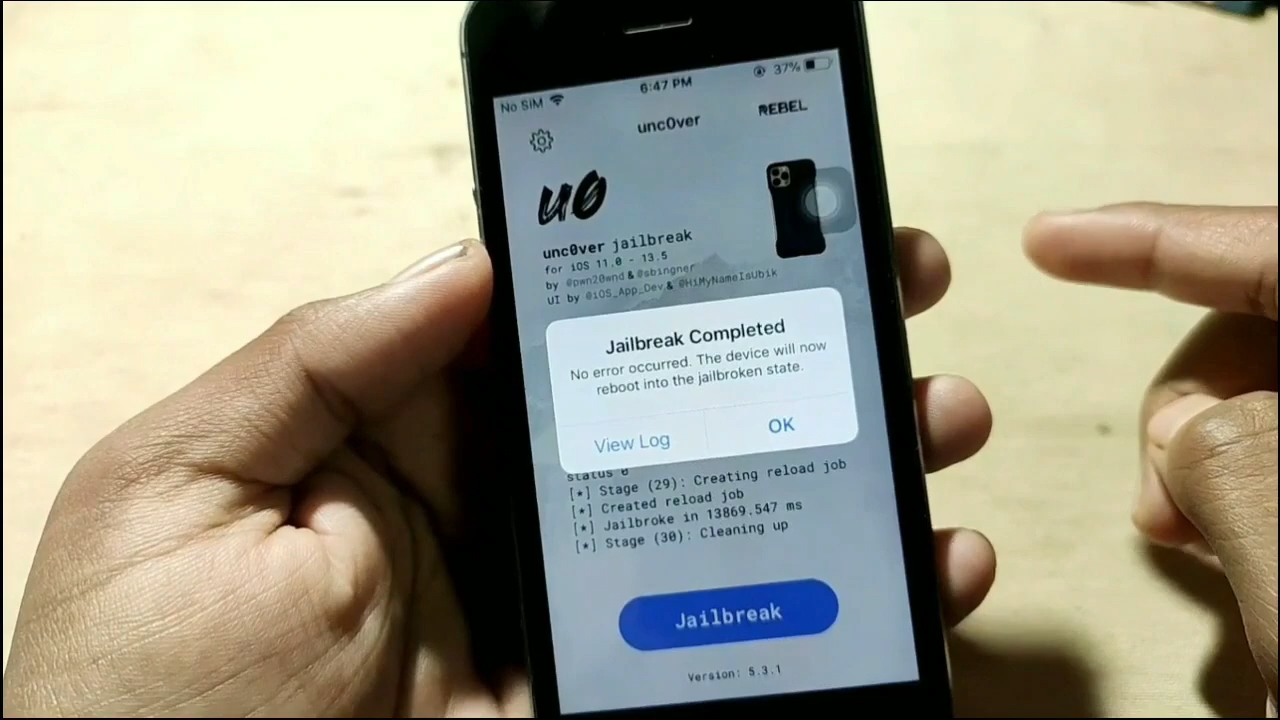 No SIM 6:47 PM 37%
unc0ver REBEL
u0
unc0ver jailbreak
for iOS 11.0 - 13.5
by @pwn20wnd & @sbingner
UI by @iOS_App_Dev & @HiMyNameIsUbik
Jailbreak Completed
No error occurred. The device will now
reboot into the jailbroken state.
View Log OK
status 0
[*] Stage (29): Creating reload job
[*] Created reload job
[*] Jailbroke in 13869.547 ms
[*] Stage (30): Cleaning up
Jailbreak
Version: 5.3.1